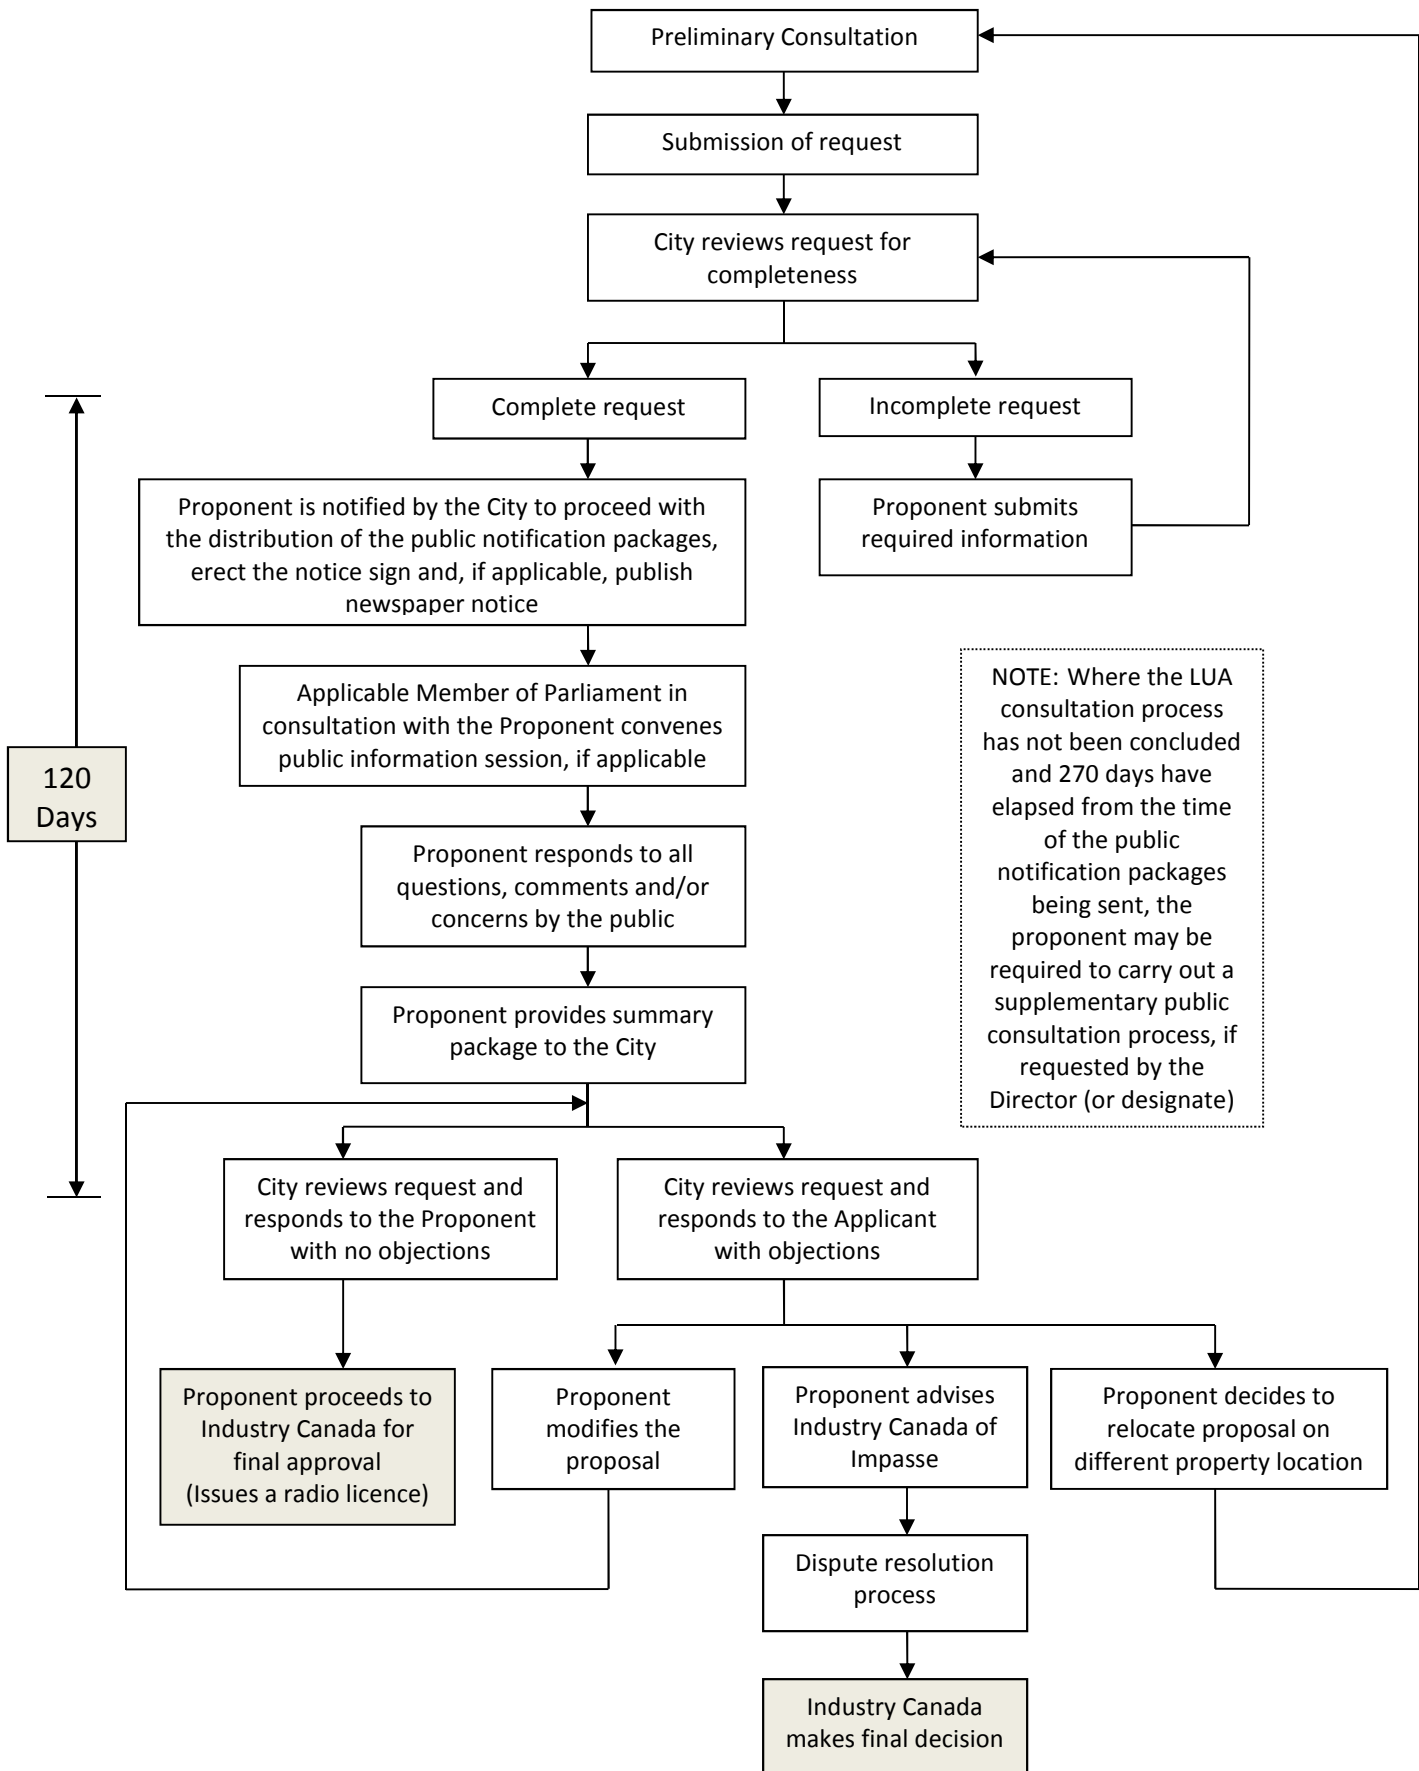 Preliminary Consultation
Submission of request
City reviews request for
completeness
Complete request
Incomplete request
Proponent is notified by the City to proceed with
the distribution of the public notification packages,
erect the notice sign and, if applicable, publish
newspaper notice
Proponent submits
required information
Applicable Member of Parliament in
consultation with the Proponent convenes
public information session, if applicable
NOTE: Where the LUA
consultation process
has not been concluded
and 270 days have
elapsed from the time
of the public
notification packages
being sent, the
proponent may be
required to carry out a
supplementary public
consultation process, if
requested by the
Director (or designate)
120
Days
Proponent responds to all
questions, comments and/or
concerns by the public
Proponent provides summary
package to the City
City reviews request and
responds to the Proponent
with no objections
City reviews request and
responds to the Applicant
with objections
Proponent proceeds to
Industry Canada for
final approval
(Issues a radio licence)
Proponent
modifies the
proposal
Proponent advises
Industry Canada of
Impasse
Proponent decides to
relocate proposal on
different property location
Dispute resolution
process
Industry Canada
makes final decision